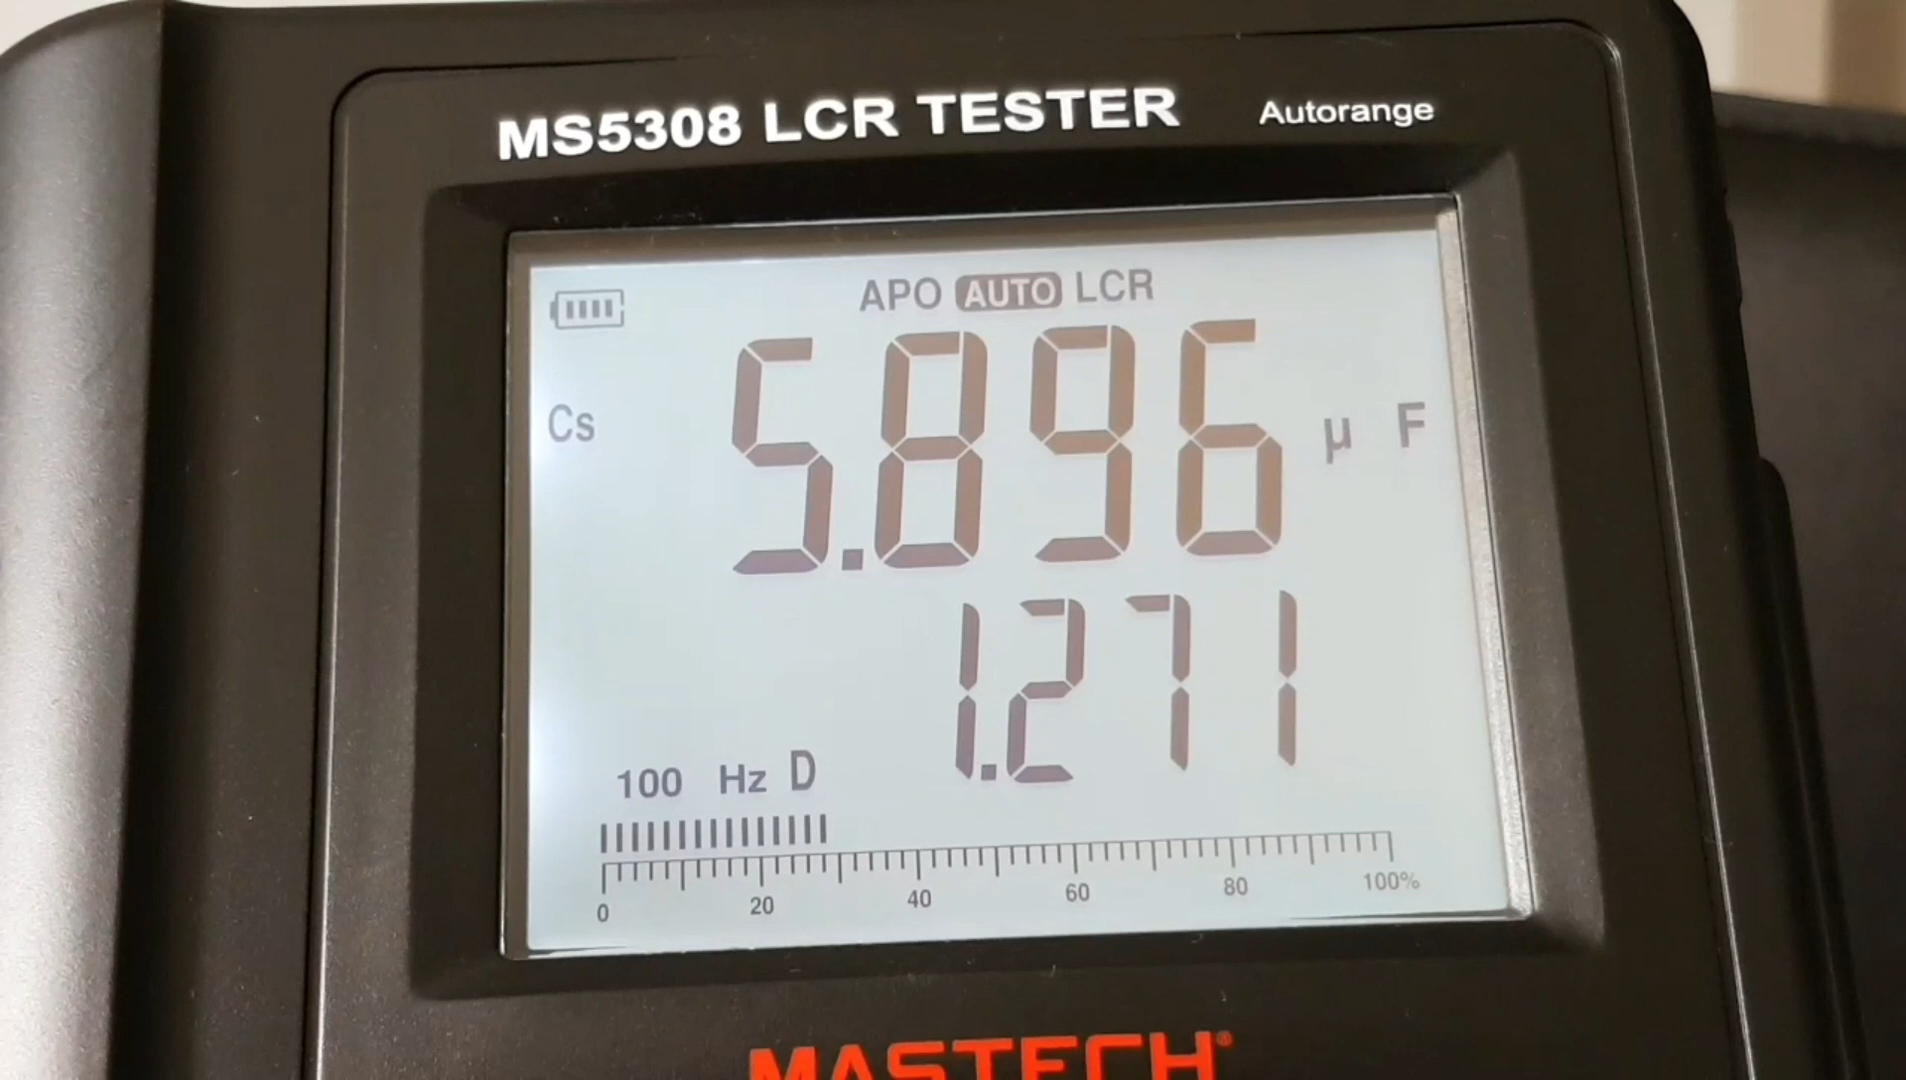 MS5308 LCR TESTER Autorange
APO AUTO LCR
Cs 5.896 µ F
1.271
100 Hz D
0 20 40 60 80 100%
MASTECH®